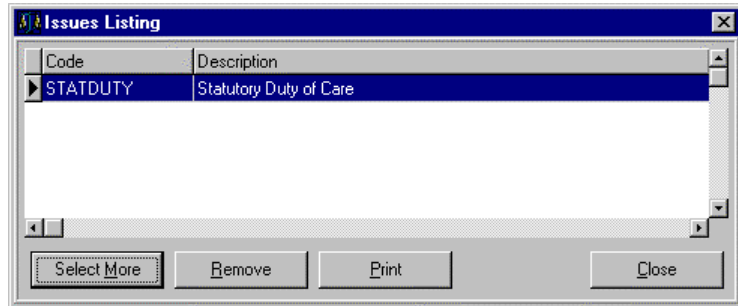 Issues Listing
Code Description
STATDUTY Statutory Duty of Care
Select More Remove Print Close